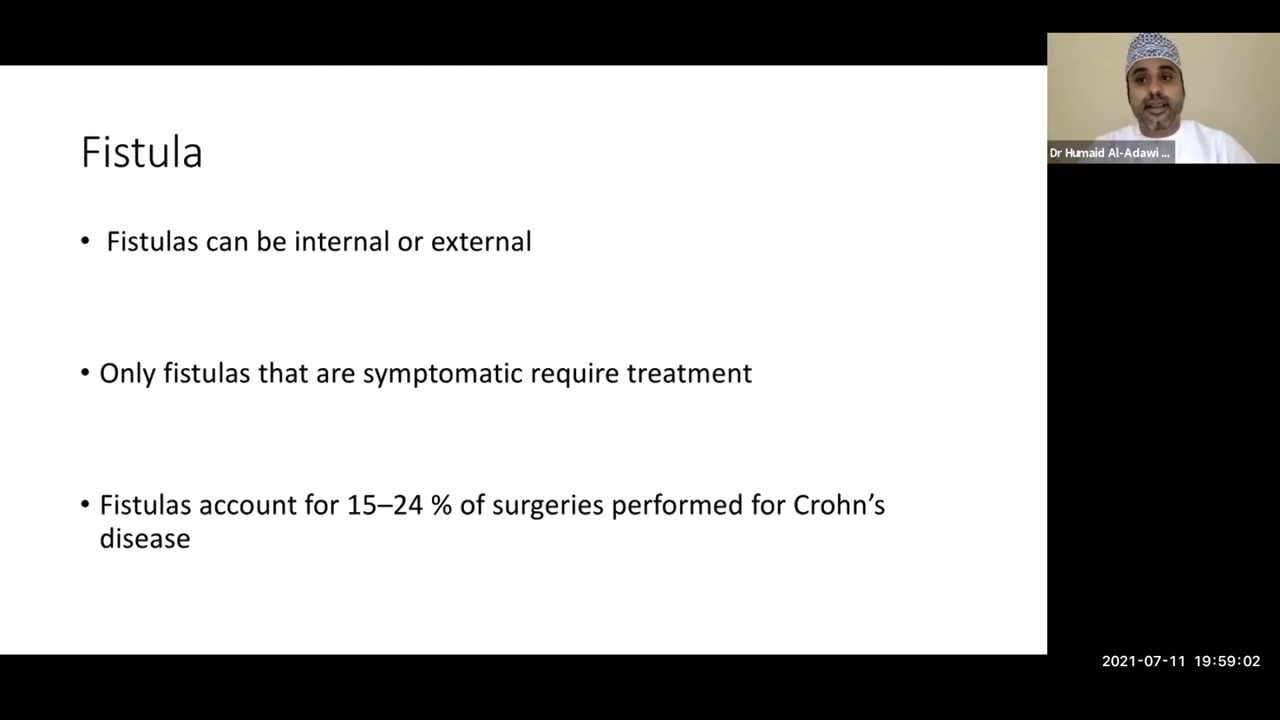 Fistula
• Fistulas can be internal or external
• Only fistulas that are symptomatic require treatment
• Fistulas account for 15–24 % of surgeries performed for Crohn’s
disease
Dr Humaid Al-Adawi ...
2021-07-11 19:59:02